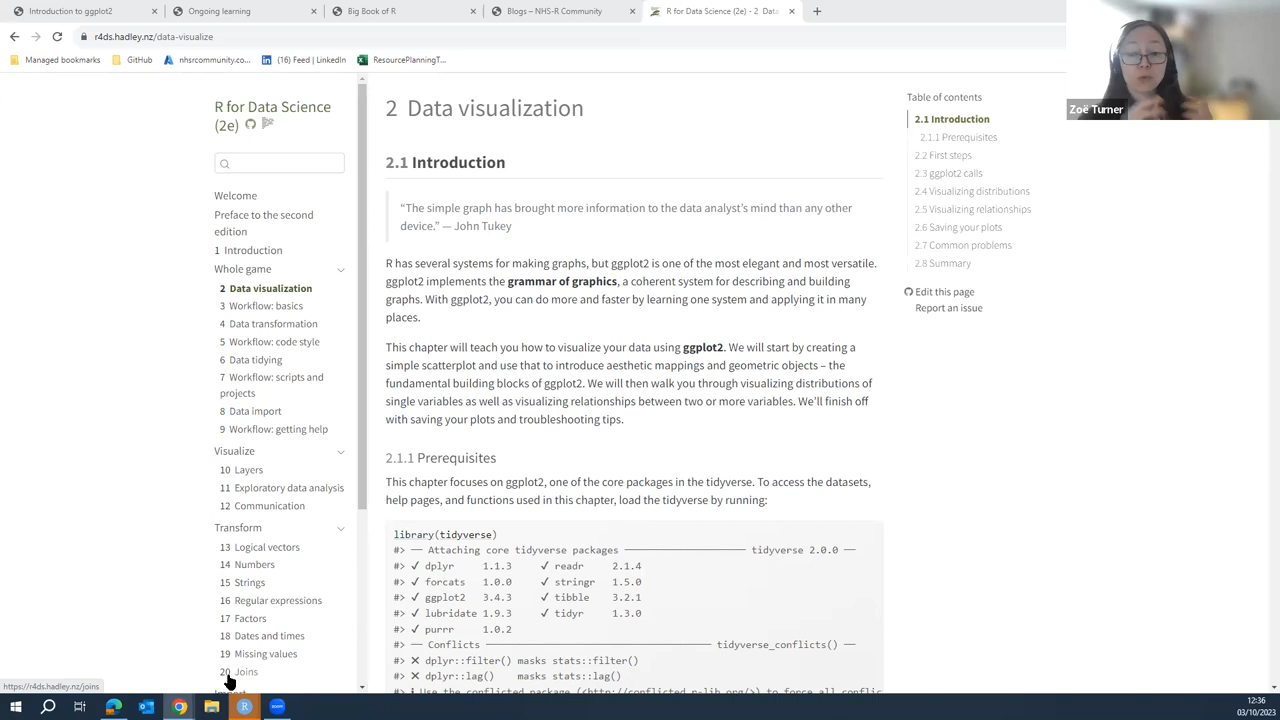 Introduction to ggplot2
Ongoing learning
Big Book of R
Blogs – NHS-R Community
R for Data Science (2e) - 2 Data
r4ds.hadley.nz/data-visualize
Managed bookmarks
GitHub
nhsrcommunity.co...
(16) Feed | LinkedIn
ResourcePlanningT...
Zoë Turner
R for Data Science
(2e)
Welcome
Preface to the second
edition
1 Introduction
Whole game
2 Data visualization
3 Workflow: basics
4 Data transformation
5 Workflow: code style
6 Data tidying
7 Workflow: scripts and
projects
8 Data import
9 Workflow: getting help
Visualize
10 Layers
11 Exploratory data analysis
12 Communication
Transform
13 Logical vectors
14 Numbers
15 Strings
16 Regular expressions
17 Factors
18 Dates and times
19 Missing values
20 Joins
2 Data visualization
2.1 Introduction
“The simple graph has brought more information to the data analyst’s mind than any other
device.” — John Tukey
R has several systems for making graphs, but ggplot2 is one of the most elegant and most versatile.
ggplot2 implements the grammar of graphics, a coherent system for describing and building
graphs. With ggplot2, you can do more and faster by learning one system and applying it in many
places.
This chapter will teach you how to visualize your data using ggplot2. We will start by creating a
simple scatterplot and use that to introduce aesthetic mappings and geometric objects – the
fundamental building blocks of ggplot2. We will then walk you through visualizing distributions of
single variables as well as visualizing relationships between two or more variables. We’ll finish off
with saving your plots and troubleshooting tips.
2.1.1 Prerequisites
This chapter focuses on ggplot2, one of the core packages in the tidyverse. To access the datasets,
help pages, and functions used in this chapter, load the tidyverse by running:
library(tidyverse)
#> ── Attaching core tidyverse packages ───────────── tidyverse 2.0.0 ──
#> ✔ dplyr 1.1.3 ✔ readr 2.1.4
#> ✔ forcats 1.0.0 ✔ stringr 1.5.0
#> ✔ ggplot2 3.4.3 ✔ tibble 3.2.1
#> ✔ lubridate 1.9.3 ✔ tidyr 1.3.0
#> ✔ purrr 1.0.2
#> ── Conflicts ───────────────────── tidyverse_conflicts() ──
#> ✖ dplyr::filter() masks stats::filter()
#> ✖ dplyr::lag() masks stats::lag()
#> ℹ Use the conflicted package (<http://conflicted.r-lib.org/>) to force all conflic
Table of contents
2.1 Introduction
2.1.1 Prerequisites
2.2 First steps
2.3 ggplot2 calls
2.4 Visualizing distributions
2.5 Visualizing relationships
2.6 Saving your plots
2.7 Common problems
2.8 Summary
Edit this page
Report an issue
https://r4ds.hadley.nz/joins
12:36
03/10/2023